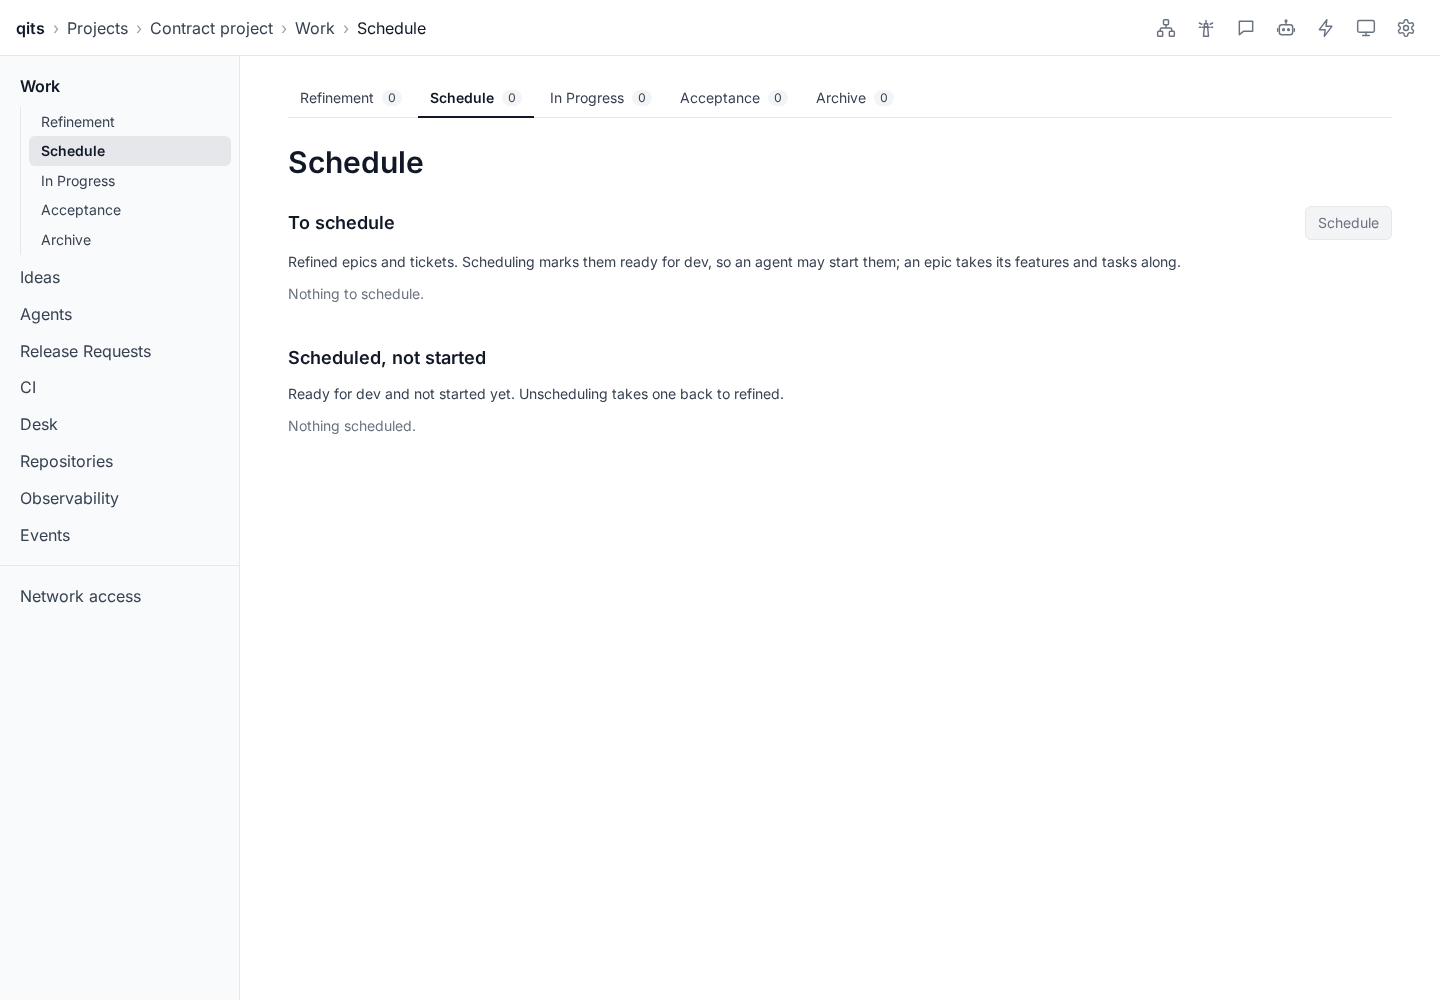 qits › Projects › Contract project › Work › Schedule
Work
Refinement
Schedule
In Progress
Acceptance
Archive
Ideas
Agents
Release Requests
CI
Desk
Repositories
Observability
Events
Network access
Refinement 0 Schedule 0 In Progress 0 Acceptance 0 Archive 0
Schedule
To schedule
Schedule
Refined epics and tickets. Scheduling marks them ready for dev, so an agent may start them; an epic takes its features and tasks along.
Nothing to schedule.
Scheduled, not started
Ready for dev and not started yet. Unscheduling takes one back to refined.
Nothing scheduled.